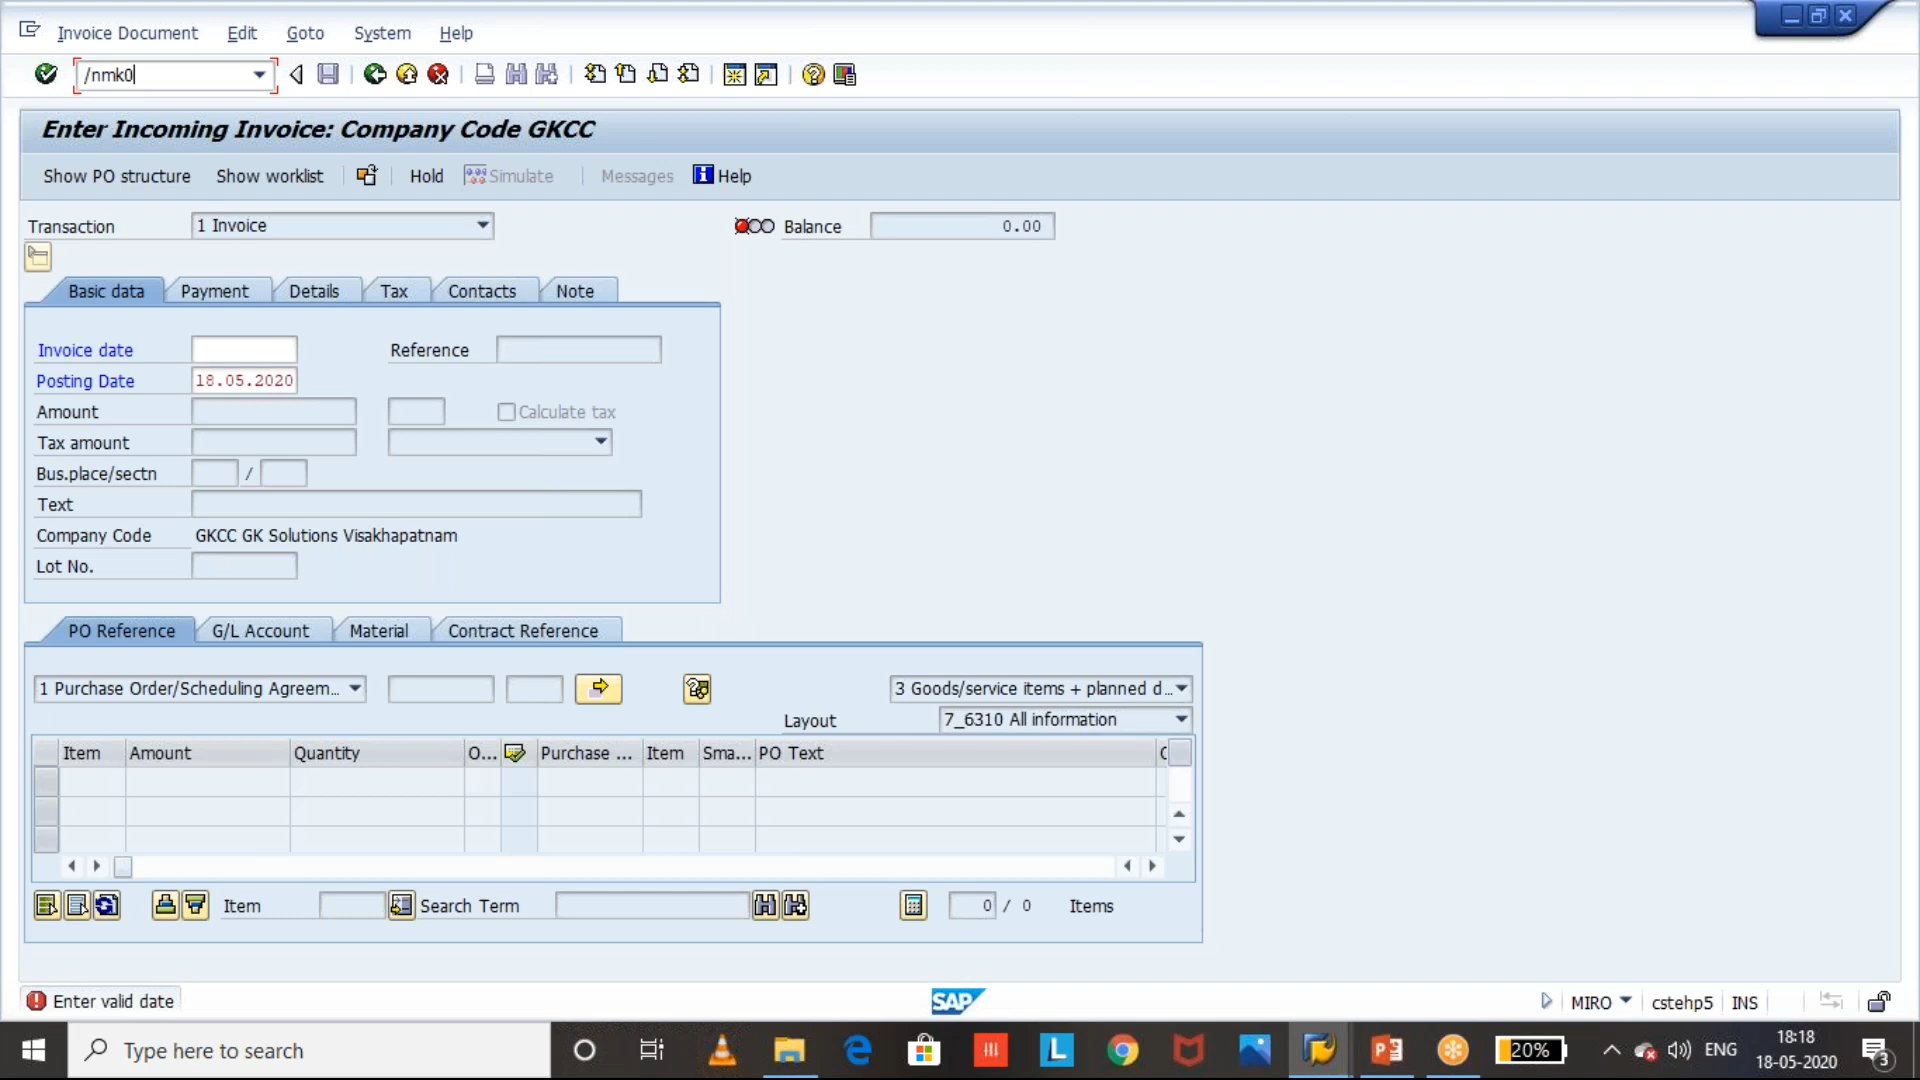 Invoice Document Edit Goto System Help
/nmk0
Enter Incoming Invoice: Company Code GKCC
Show PO structure Show worklist Hold Simulate Messages Help
Transaction 1 Invoice Balance 0.00
Basic data Payment Details Tax Contacts Note
Invoice date Reference
Posting Date 18.05.2020
Amount Calculate tax
Tax amount
Bus.place/sectn /
Text
Company Code GKCC GK Solutions Visakhapatnam
Lot No.
PO Reference G/L Account Material Contract Reference
1 Purchase Order/Scheduling Agreem... 3 Goods/service items + planned d...
Layout 7_6310 All information
Item Amount Quantity O... Purchase ... Item Sma... PO Text
Item Search Term 0 / 0 Items
Enter valid date SAP MIRO cstehp5 INS
Type here to search 20% ENG 18:18
18-05-2020 3